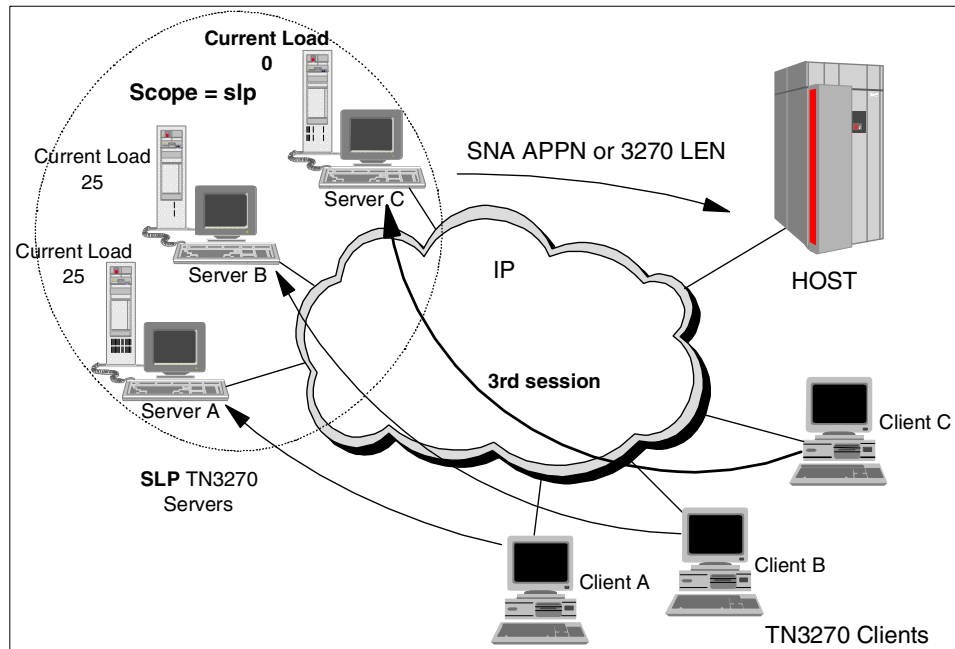 Current Load
0
Scope = slp
Current Load
25
Server C
SNA APPN or 3270 LEN
Current Load
25
Server B
IP
HOST
Server A
3rd session
Client C
SLP TN3270
Servers
Client A
Client B
TN3270 Clients